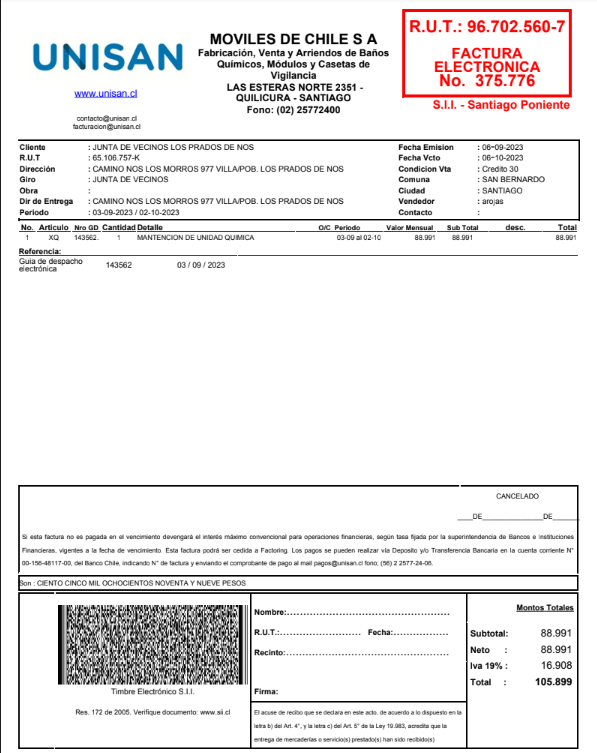 UNISAN
www.unisan.cl
contacto@unisan.cl
facturacion@unisan.cl
MOVILES DE CHILE S A
Fabricación, Venta y Arriendos de Baños
Químicos, Módulos y Casetas de
Vigilancia
LAS ESTERAS NORTE 2351 -
QUILICURA - SANTIAGO
Fono: (02) 25772400
R.U.T.: 96.702.560-7
FACTURA
ELECTRONICA
No. 375.776
S.I.I. - Santiago Poniente
Cliente : JUNTA DE VECINOS LOS PRADOS DE NOS Fecha Emision : 06-09-2023
R.U.T : 65.106.757-K Fecha Vcto : 06-10-2023
Dirección : CAMINO NOS LOS MORROS 977 VILLA/POB. LOS PRADOS DE NOS Condicion Vta : Credito 30
Giro : JUNTA DE VECINOS Comuna : SAN BERNARDO
Obra : Ciudad : SANTIAGO
Dir de Entrega : CAMINO NOS LOS MORROS 977 VILLA/POB. LOS PRADOS DE NOS Vendedor : arojas
Periodo : 03-09-2023 / 02-10-2023 Contacto :
No. Articulo Nro GD Cantidad Detalle O/C Periodo Valor Mensual Sub Total desc. Total
1 XQ 143562. 1 MANTENCION DE UNIDAD QUIMICA 03-09 al 02-10 88.991 88.991 88.991
Referencia:
Guia de despacho 143562 03 / 09 / 2023
electrónica
CANCELADO
____DE______________DE______
Si esta factura no es pagada en el vencimiento devengará el interés máximo convencional para operaciones financieras, según tasa fijada por la superintendencia de Bancos e instituciones
Financieras, vigentes a la fecha de vencimiento. Esta factura podrá ser cedida a Factoring. Los pagos se pueden realizar vía Deposito y/o Transferencia Bancaria en la cuenta corriente N°
00-156-46117-00, del Banco Chile, indicando N° de factura y enviando el comprobante de pago al mail pagos@unisan.cl fono: (56) 2 2577-24-06.
Son : CIENTO CINCO MIL OCHOCIENTOS NOVENTA Y NUEVE PESOS
Timbre Electrónico S.I.I.
Res. 172 de 2005. Verifique documento: www.sii.cl
Nombre:..................................................
R.U.T.:......................... Fecha:.................
Recinto:..................................................
Firma:
El acuse de recibo que se declara en este acto, de acuerdo a lo dispuesto en la
letra b) del Art. 4°, y la letra c) del Art. 5° de la Ley 19.983, acredita que la
entrega de mercaderías o servicio(s) prestado(s) han sido recibido(s)
Montos Totales
Subtotal: 88.991
Neto : 88.991
Iva 19% : 16.908
Total : 105.899